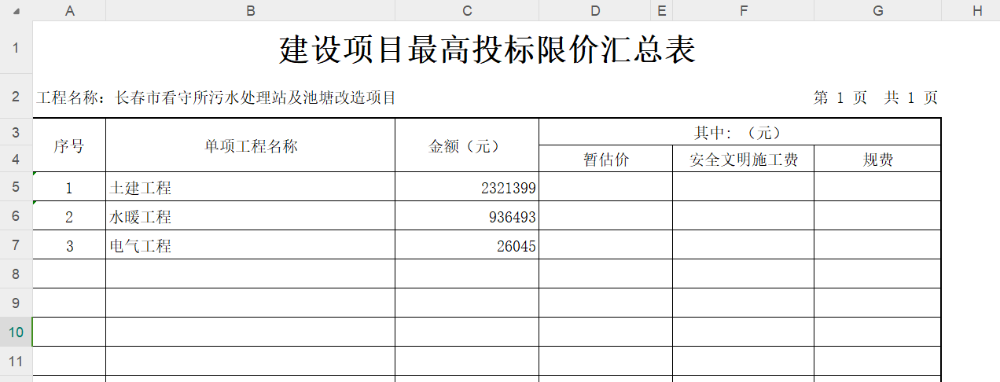 A B C D E F G H
1 建设项目最高投标限价汇总表
2 工程名称：长春市看守所污水处理站及池塘改造项目 第 1 页 共 1 页
3 序号 单项工程名称 金额（元） 其中：（元）
4 暂估价 安全文明施工费 规费
5 1 土建工程 2321399
6 2 水暖工程 936493
7 3 电气工程 26045
8
9
10
11